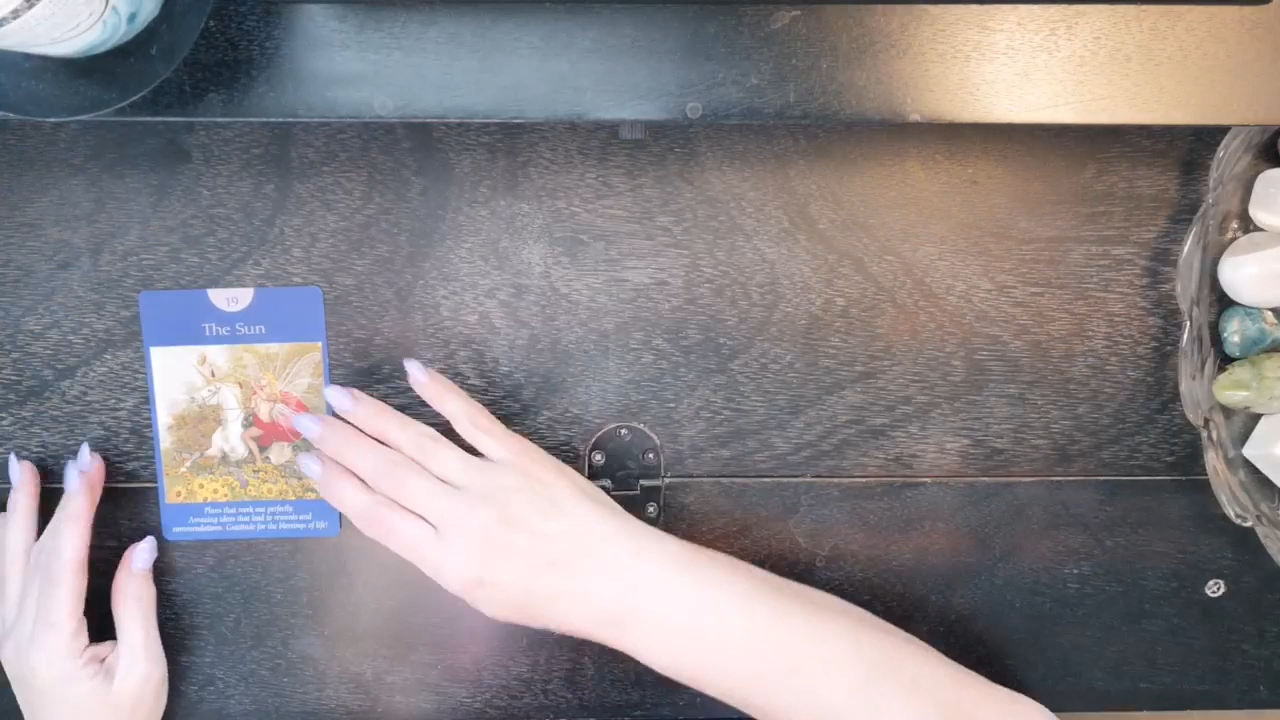 19
The Sun
Plans that work out perfectly.
Amazing ideas that lead to rewards and
commendations. Gratitude for the blessings of life!